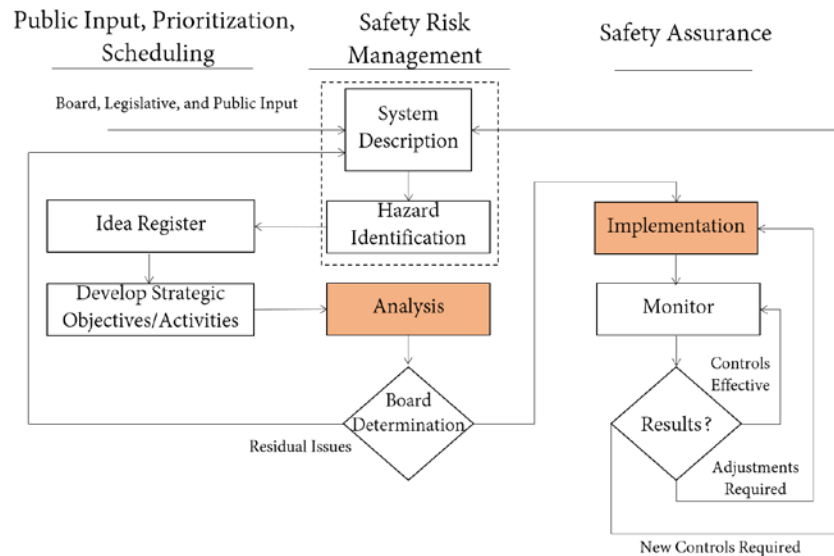 Public Input, Prioritization,
Scheduling
Safety Risk
Management
Safety Assurance
Board, Legislative, and Public Input
System
Description
Idea Register
Hazard
Identification
Implementation
Develop Strategic
Objectives/Activities
Analysis
Monitor
Controls
Effective
Board
Determination
Results?
Residual Issues
Adjustments
Required
New Controls Required